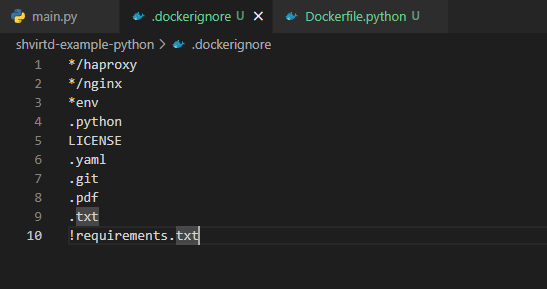 main.py .dockerignore U Dockerfile.python U
shvirtd-example-python > .dockerignore
1 */haproxy
2 */nginx
3 *env
4 .python
5 LICENSE
6 .yaml
7 .git
8 .pdf
9 .txt
10 !requirements.txt